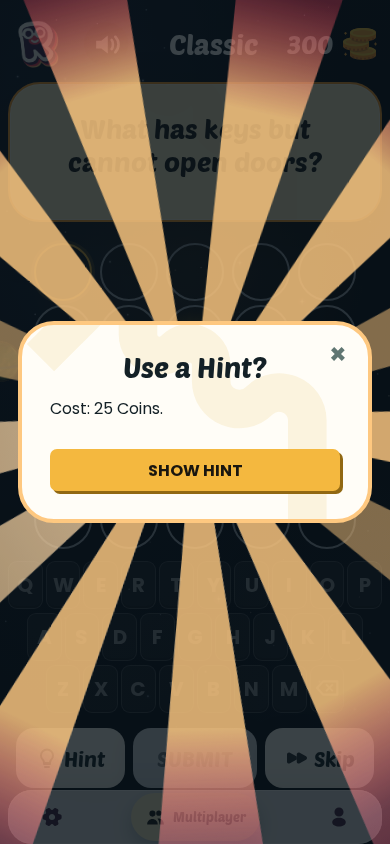 Classic 300
What has keys but
cannot open doors?
Use a Hint?
✖
Cost: 25 Coins.
SHOW HINT
Q W E R T Y U I O P
A S D F G H J K L
Z X C V B N M
Hint SUBMIT Skip
Multiplayer